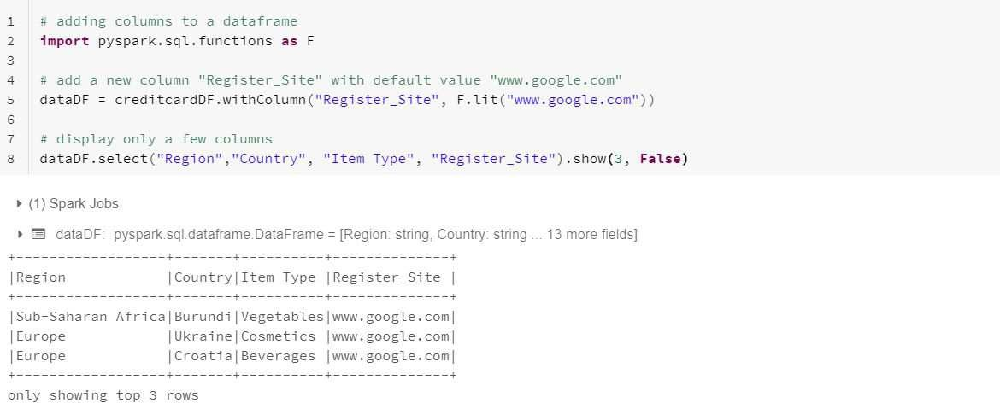 1 # adding columns to a dataframe
2 import pyspark.sql.functions as F
3
4 # add a new column "Register_Site" with default value "www.google.com"
5 dataDF = creditcardDF.withColumn("Register_Site", F.lit("www.google.com"))
6
7 # display only a few columns
8 dataDF.select("Region","Country", "Item Type", "Register_Site").show(3, False)
(1) Spark Jobs
dataDF: pyspark.sql.dataframe.DataFrame = [Region: string, Country: string ... 13 more fields]
+------------------+-------+----------+--------------+
|Region            |Country|Item Type |Register_Site |
+------------------+-------+----------+--------------+
|Sub-Saharan Africa|Burundi|Vegetables|www.google.com|
|Europe            |Ukraine|Cosmetics |www.google.com|
|Europe            |Croatia|Beverages |www.google.com|
+------------------+-------+----------+--------------+
only showing top 3 rows